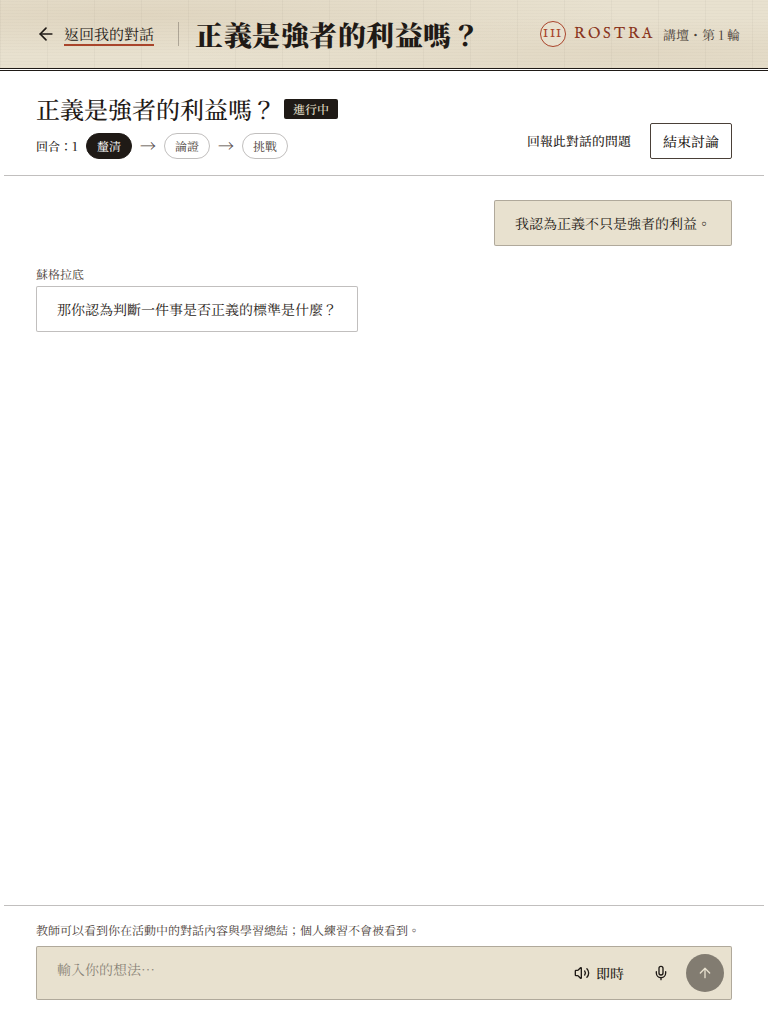 返回我的對話
正義是強者的利益嗎？
III ROSTRA 講壇・第 1 輪
正義是強者的利益嗎？ 進行中
回合：1 釐清 → 論證 → 挑戰
回報此對話的問題 結束討論
我認為正義不只是強者的利益。
蘇格拉底
那你認為判斷一件事是否正義的標準是什麼？
教師可以看到你在活動中的對話內容與學習總結；個人練習不會被看到。
輸入你的想法⋯ 即時